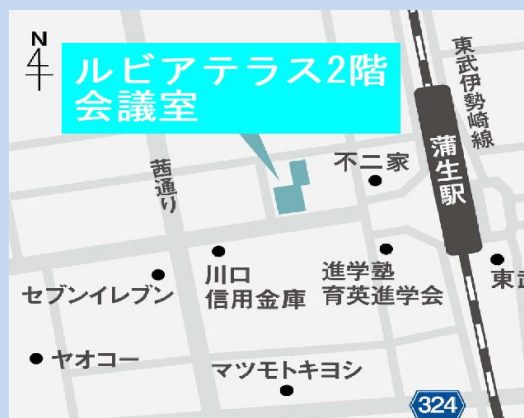 N
ルビアテラス2階
会議室
東武伊勢崎線
茜通り
不二家
蒲生駅
川口
信用金庫
進学塾
育英進学会
東武
セブンイレブン
ヤオコー
マツモトキヨシ
324